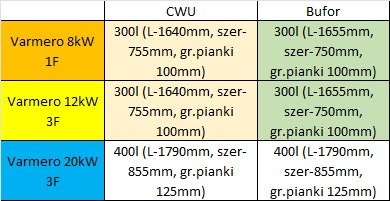 CWU Bufor
Varmero 8kW
1F
300l (L-1640mm, szer-
755mm, gr.pianki
100mm)
300l (L-1655mm,
szer-750mm,
gr.pianki 100mm)
Varmero 12kW
3F
300l (L-1640mm, szer-
755mm, gr.pianki
100mm)
300l (L-1655mm,
szer-750mm,
gr.pianki 100mm)
Varmero 20kW
3F
400l (L-1790mm, szer-
855mm, gr.pianki
125mm)
400l (L-1790mm,
szer-855mm,
gr.pianki 125mm)